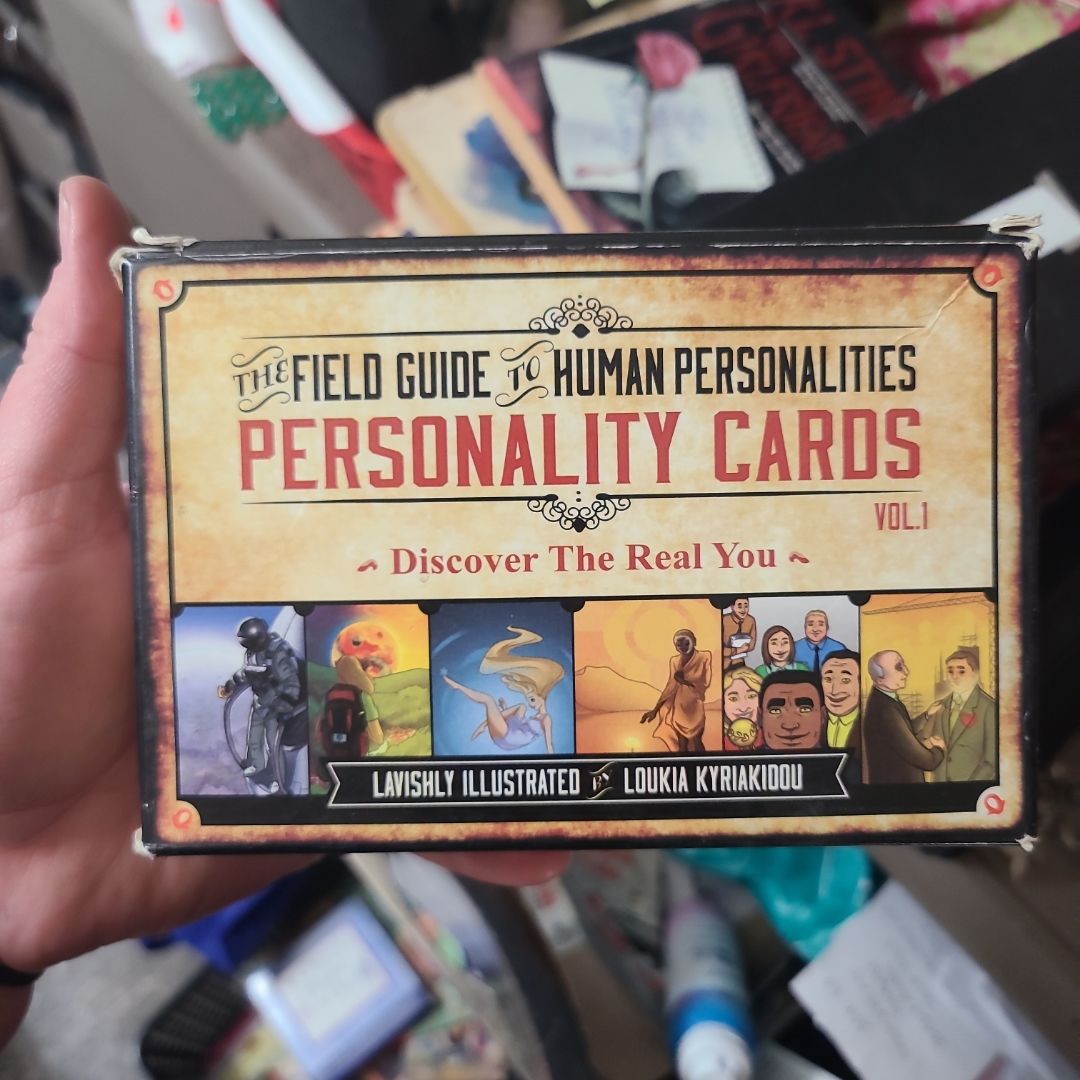 THE FIELD GUIDE TO HUMAN PERSONALITIES
PERSONALITY CARDS
VOL.1
Discover The Real You
LAVISHLY ILLUSTRATED BY LOUKIA KYRIAKIDOU